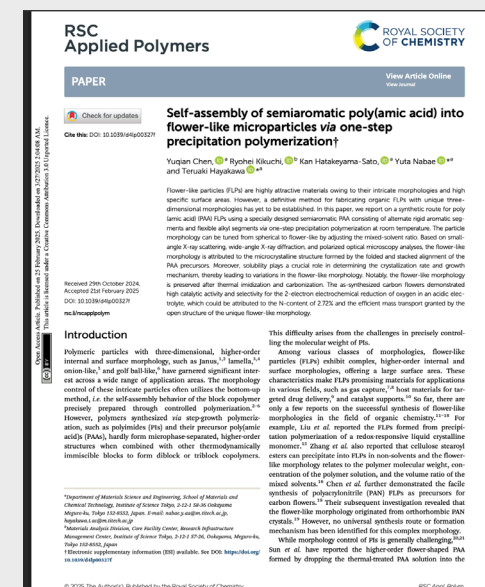 RSC
Applied Polymers
ROYAL SOCIETY
OF CHEMISTRY
PAPER
View Article Online
View Journal
Check for updates
Cite this: DOI: 10.1039/d4lp00327f
Self-assembly of semiaromatic poly(amic acid) into
flower-like microparticles via one-step
precipitation polymerization†
Yuqian Chen, Ryohei Kikuchi, Kan Hatakeyama-Sato, Yuta Nabae
and Teruaki Hayakawa
Flower-like particles (FLPs) are highly attractive materials owing to their intricate morphologies and high
specific surface areas. However, a definitive method for fabricating organic FLPs with unique three-
dimensional morphologies has yet to be established. In this paper, we report on a synthetic route for poly
(amic acid) (PAA) FLPs using a specially designed semiaromatic PAA consisting of alternate rigid aromatic seg-
ments and flexible alkyl segments via one-step precipitation polymerization at room temperature. The particle
morphology can be tuned from spherical to flower-like by adjusting the mixed-solvent ratio. Based on small-
angle X-ray scattering, wide-angle X-ray diffraction, and polarized optical microscopy analyses, the flower-like
morphology is attributed to the microcrystalline structure formed by the folded and stacked alignment of the
PAA precursors. Moreover, solubility plays a crucial role in determining the crystallization rate and growth
mechanism, thereby leading to variations in the flower-like morphology. Notably, the flower-like morphology
is preserved after thermal imidization and carbonization. The as-synthesized carbon flowers demonstrated
high catalytic activity and selectivity for the 2-electron electrochemical reduction of oxygen in an acidic elec-
trolyte, which could be attributed to the N-content of 2.72% and the efficient mass transport granted by the
open structure of the unique flower-like morphology.
Received 29th October 2024,
Accepted 21st February 2025
DOI: 10.1039/d4lp00327f
rsc.li/rscapplpolym
Open Access Article. Published on 25 February 2025. Downloaded on 3/27/2025 2:04:08 AM.
This article is licensed under a Creative Commons Attribution 3.0 Unported Licence.
Introduction
Polymeric particles with three-dimensional, higher-order
internal and surface morphology, such as Janus, lamella,
onion-like, and golf ball-like, have garnered significant inter-
est across a wide range of application areas. The morphology
control of these intricate particles often utilizes the bottom-up
method, i.e. the self-assembly behavior of the block copolymer
precisely prepared through controlled polymerization.
However, polymers synthesized via step-growth polymeriz-
ation, such as polyimides (PIs) and their precursor poly(amic
acid)s (PAAs), hardly form microphase-separated, higher-order
structures when combined with other thermodynamically
immiscible blocks to form diblock or triblock copolymers.
This difficulty arises from the challenges in precisely control-
ling the molecular weight of PIs.
Among various classes of morphologies, flower-like
particles (FLPs) exhibit complex, higher-order internal and
surface morphologies, offering a large surface area. These
characteristics make FLPs promising materials for applications
in various fields, such as gas capture, host materials for tar-
geted drug delivery, and catalyst supports. So far, there are
only a few reports on the successful synthesis of flower-like
morphologies in the field of organic chemistry. For
example, Liu et al. reported the FLPs formed from precipi-
tation polymerization of a redox-responsive liquid crystalline
monomer. Zhang et al. also reported that cellulose stearoyl
esters can precipitate into FLPs in non-solvents and the flower-
like morphology relates to the polymer molecular weight, con-
centration of the polymer solution, and the volume ratio of the
mixed solvents. Chen et al. further demonstrated the facile
synthesis of polyacrylonitrile (PAN) FLPs as precursors for
carbon flowers. Their subsequent investigation revealed that
the flower-like morphology originated from orthorhombic PAN
crystals. However, no universal synthesis route or formation
mechanism has been identified for this complex morphology.
While morphology control of PIs is generally challenging,
Sun et al. have reported the higher-order flower-shaped PAA
formed by dropping the thermal-treated PAA solution into the
Department of Materials Science and Engineering, School of Materials and
Chemical Technology, Institute of Science Tokyo, 2-12-1 S8-36 Ookayama
Meguro-ku, Tokyo 152-8552, Japan. E-mail: nabae.y.aa@m.titech.ac.jp,
hayakawa.t.ac@m.titech.ac.jp
Materials Analysis Division, Core Facility Center, Research Infrastructure
Management Center, Institute of Science Tokyo, 2-12-1 S7-26, Ookayama Meguro-ku,
Tokyo 152-8552, Japan
† Electronic supplementary information (ESI) available. See DOI: https://doi.org/
10.1039/d4lp00327f
© 2025 The Author(s). Published by the Royal Society of Chemistry
RSC Appl. Polym.